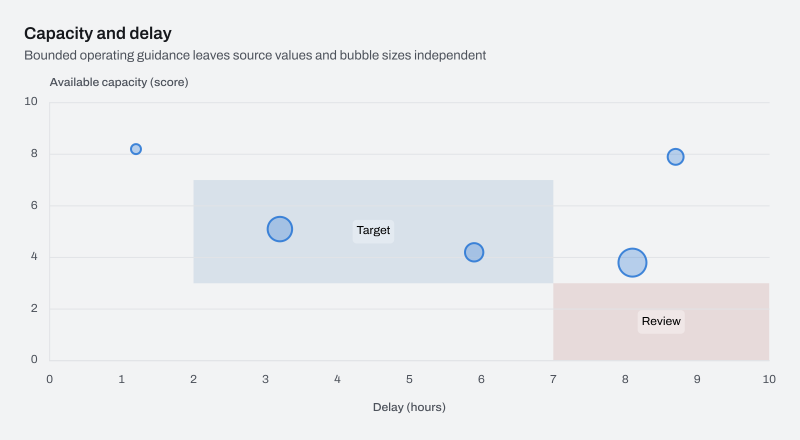 Capacity and delay
Bounded operating guidance leaves source values and bubble sizes independent
Available capacity (score)
10
8
6
4
2
0
Target
Review
0 1 2 3 4 5 6 7 8 9 10
Delay (hours)